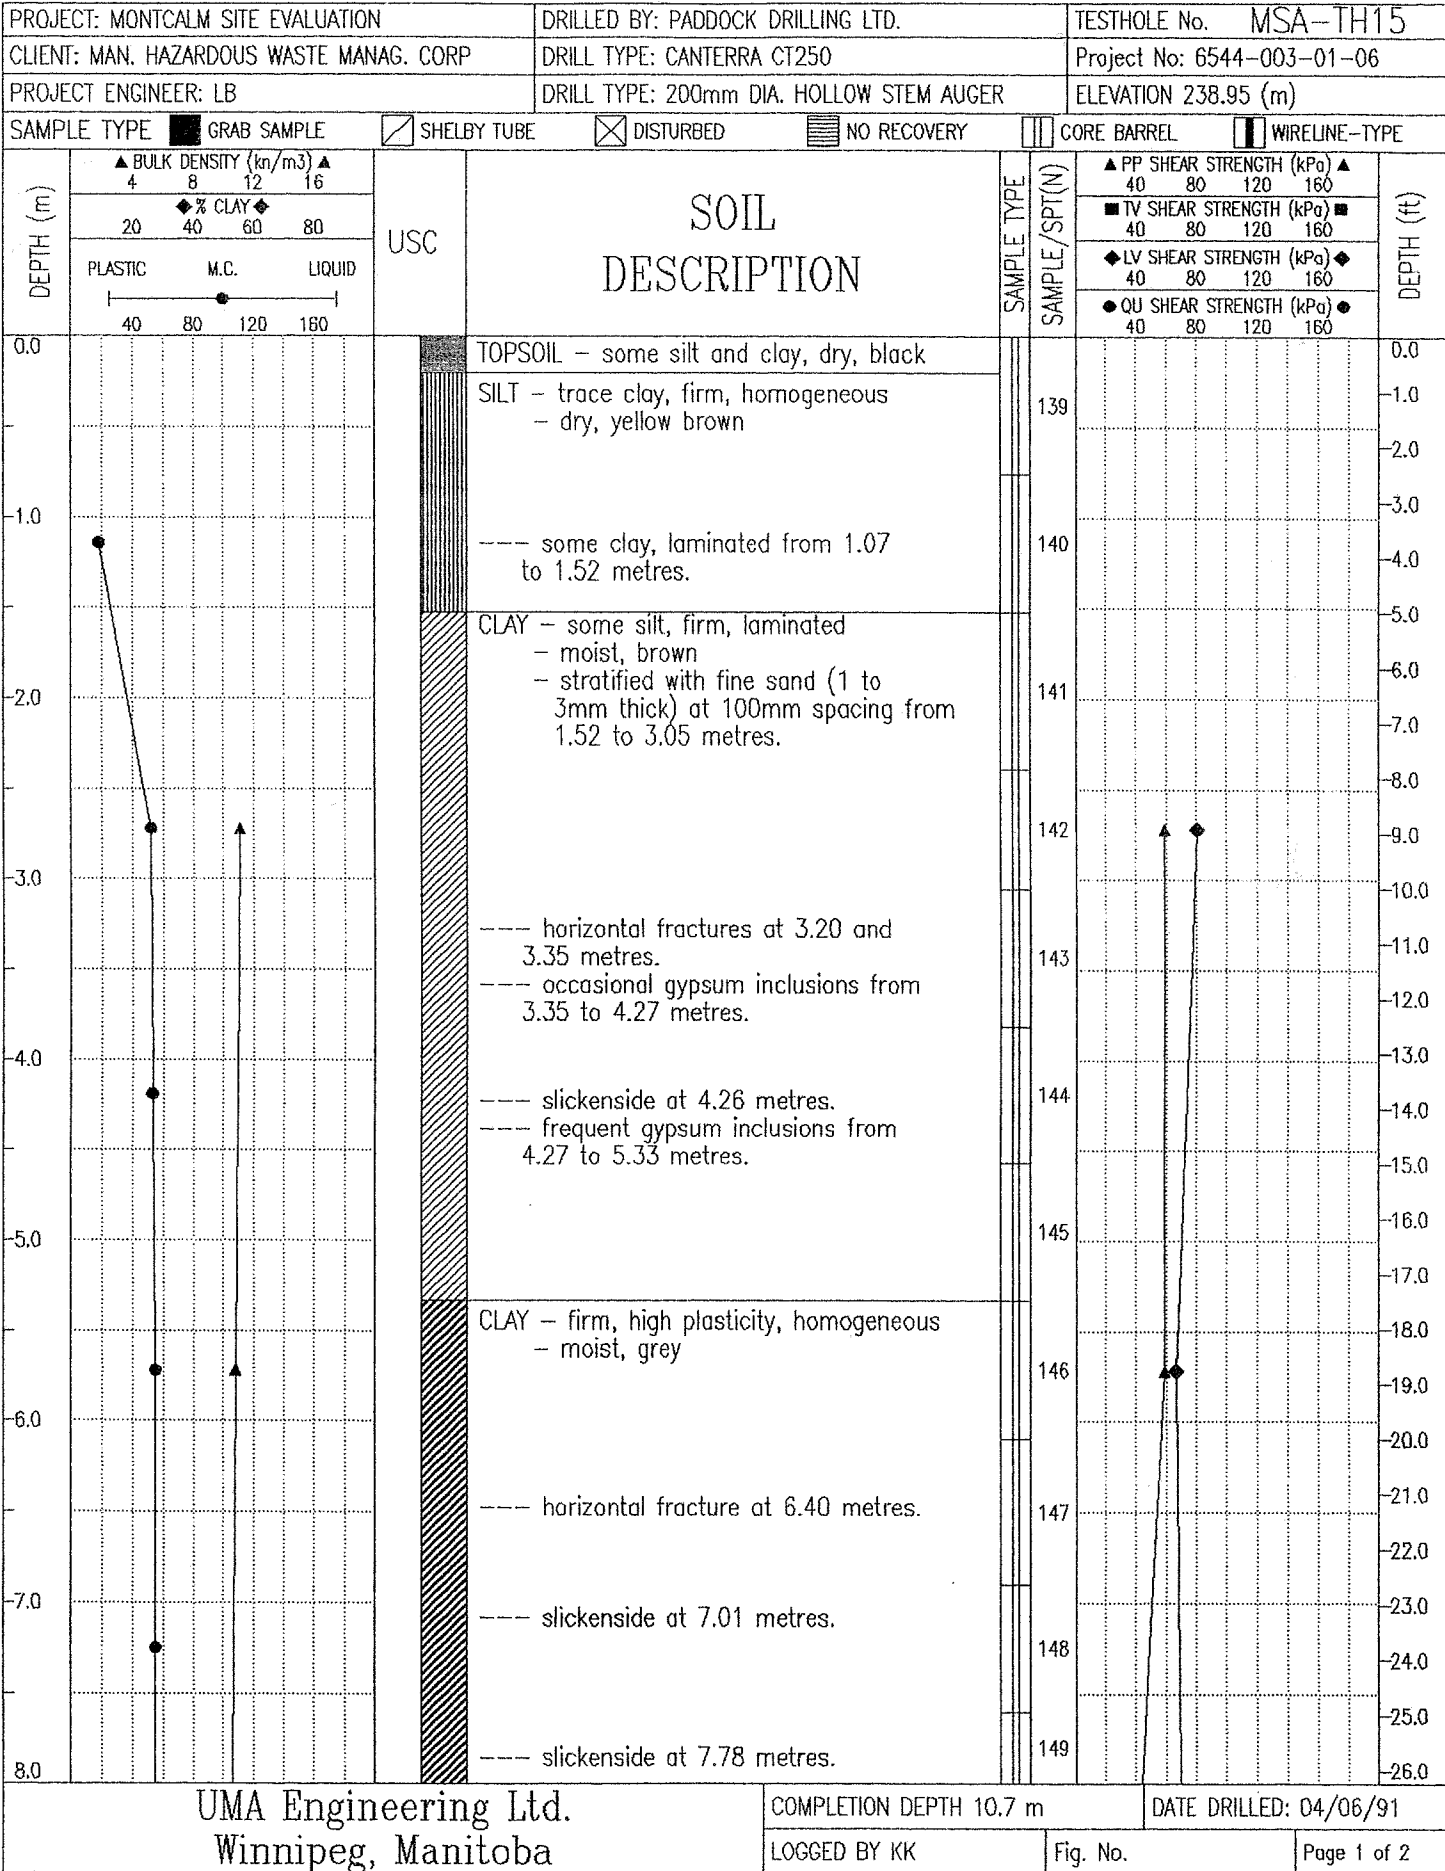 PROJECT: MONTCALM SITE EVALUATION
DRILLED BY: PADDOCK DRILLING LTD.
TESTHOLE No. MSA-TH15
CLIENT: MAN. HAZARDOUS WASTE MANAG. CORP
DRILL TYPE: CANTERRA CT250
Project No: 6544-003-01-06
PROJECT ENGINEER: LB
DRILL TYPE: 200mm DIA. HOLLOW STEM AUGER
ELEVATION 238.95 (m)
SAMPLE TYPE GRAB SAMPLE SHELBY TUBE DISTURBED NO RECOVERY CORE BARREL WIRELINE-TYPE
DEPTH (m)
▲ BULK DENSITY (kn/m3) ▲
4 8 12 16
◆ % CLAY ◆
20 40 60 80
PLASTIC M.C. LIQUID
40 80 120 160
USC
SOIL
DESCRIPTION
SAMPLE TYPE
SAMPLE/SPT(N)
▲ PP SHEAR STRENGTH (kPa) ▲
40 80 120 160
■ TV SHEAR STRENGTH (kPa) ■
40 80 120 160
◆ LV SHEAR STRENGTH (kPa) ◆
40 80 120 160
● QU SHEAR STRENGTH (kPa) ●
40 80 120 160
DEPTH (ft)
0.0
-1.0
-2.0
-3.0
-4.0
-5.0
-6.0
-7.0
8.0
TOPSOIL - some silt and clay, dry, black
SILT - trace clay, firm, homogeneous
- dry, yellow brown
--- some clay, laminated from 1.07
to 1.52 metres.
CLAY - some silt, firm, laminated
- moist, brown
- stratified with fine sand (1 to
3mm thick) at 100mm spacing from
1.52 to 3.05 metres.
--- horizontal fractures at 3.20 and
3.35 metres.
--- occasional gypsum inclusions from
3.35 to 4.27 metres.
--- slickenside at 4.26 metres.
--- frequent gypsum inclusions from
4.27 to 5.33 metres.
CLAY - firm, high plasticity, homogeneous
- moist, grey
--- horizontal fracture at 6.40 metres.
--- slickenside at 7.01 metres.
--- slickenside at 7.78 metres.
139
140
141
142
143
144
145
146
147
148
149
0.0
-1.0
-2.0
-3.0
-4.0
-5.0
-6.0
-7.0
-8.0
-9.0
-10.0
-11.0
-12.0
-13.0
-14.0
-15.0
-16.0
-17.0
-18.0
-19.0
-20.0
-21.0
-22.0
-23.0
-24.0
-25.0
-26.0
UMA Engineering Ltd.
Winnipeg, Manitoba
COMPLETION DEPTH 10.7 m
DATE DRILLED: 04/06/91
LOGGED BY KK
Fig. No.
Page 1 of 2